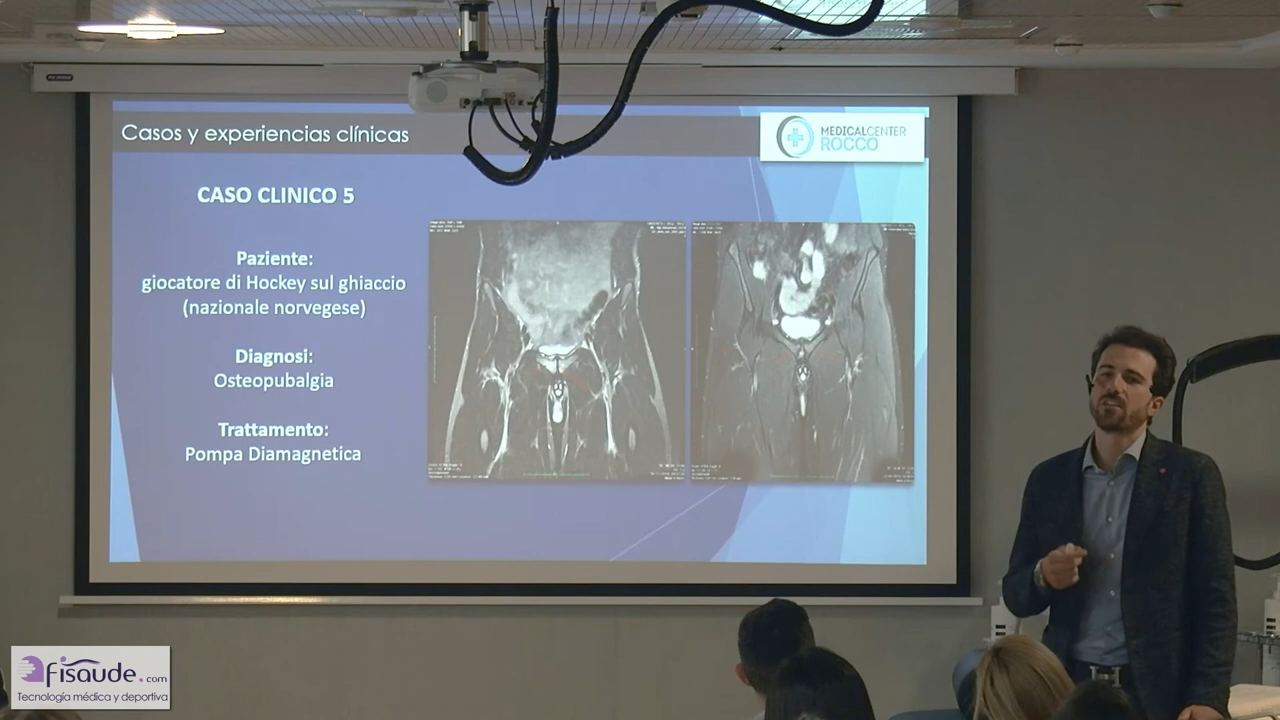 Casos y experiencias clínicas
MEDICALCENTER
ROCCO
CASO CLINICO 5
Paziente:
giocatore di Hockey sul ghiaccio
(nazionale norvegese)
Diagnosi:
Osteopubalgia
Trattamento:
Pompa Diamagnetica
fisaude.com
Tecnología médica y deportiva